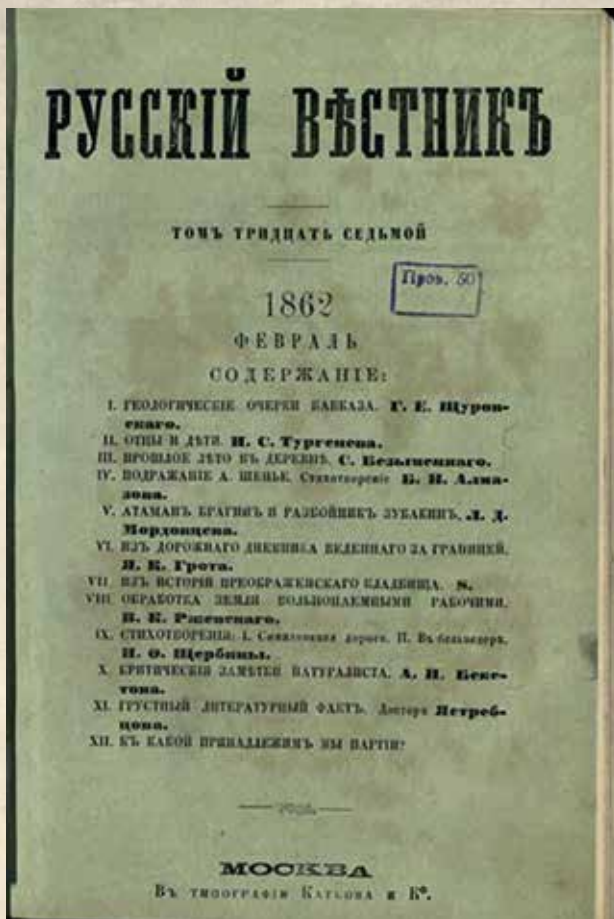 РУССКІЙ ВѢСТНИКЪ
ТОМЪ ТРИДЦАТЬ СЕДЬМОЙ
Пров. 50
1862
ФЕВРАЛЬ
СОДЕРЖАНІЕ:
I. ГЕОЛОГИЧЕСКІЕ ОЧЕРКИ КАВКАЗА. Г. Е. Щуров-
скаго.
II. ОТЦЫ И ДѢТИ. И. С. Тургенева.
III. ПРОШЛОЕ ЛѢТО ВЪ ДЕРЕВНѢ. С.
IV. ПОДРАЖАНІЕ А. ШЕНЬЕ. Стихотвореніе Б. Н. Алма-
зова.
V. АТАМАНЪ БРАГИНЪ И РАЗБОЙНИКЪ ЗУБАКИНЪ. Д. Л.
Мордовцева.
VI. ИЗЪ ДОРОЖНАГО ДНЕВНИКА ВЕДЕННАГО ЗА ГРАНИЦЕЙ.
Я. К. Грота.
VII. ИЗЪ ИСТОРІИ ПРЕОБРАЖЕНСКАГО КЛАДБИЩА. S.
VIII. ОБРАБОТКА ЗЕМЛИ ВОЛЬНОНАЕМНЫМИ РАБОЧИМИ.
В. К. Ржевскаго.
IX. СТИХОТВОРЕНІЯ: I. дорога. II. Въ бельведерѣ.
Н. Ѳ. Щербины.
X. КРИТИЧЕСКІЯ ЗАМѢТКИ НАТУРАЛИСТА. А. Н. Беке-
това.
XI. ГРУСТНЫЙ ЛИТЕРАТУРНЫЙ ФАКТЪ. Доктора Ястреб-
цова.
XII. КЪ КАКОЙ ПРИНАДЛЕЖИМЪ МЫ ПАРТІИ?
МОСКВА
Въ типографіи Каткова и Кº.